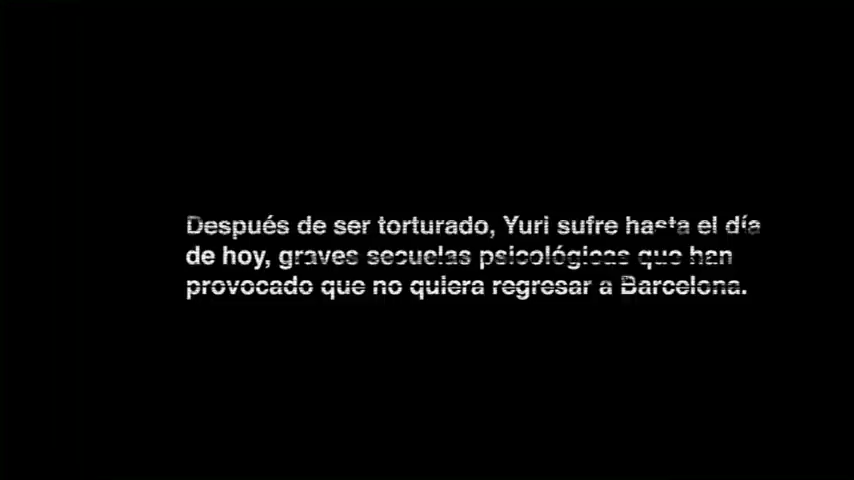 Después de ser torturado, Yuri sufre hasta el día
de hoy, graves secuelas psicológicas que han
provocado que no quiera regresar a Barcelona.